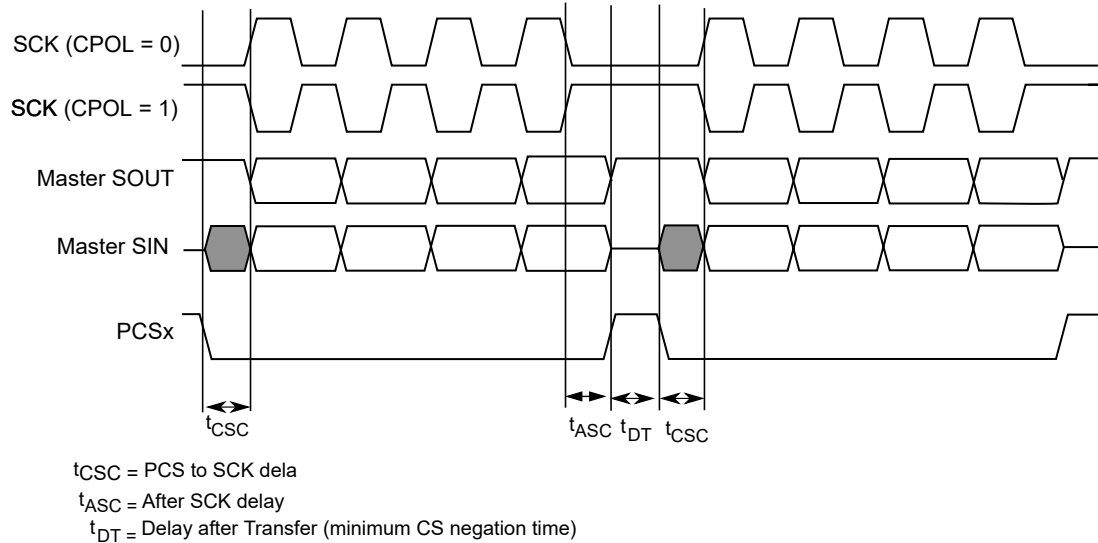 SCK (CPOL = 0)
SCK (CPOL = 1)
Master SOUT
Master SIN
PCSx
tCSC
tASC
tDT
tCSC
tCSC = PCS to SCK dela
tASC = After SCK delay
tDT = Delay after Transfer (minimum CS negation time)